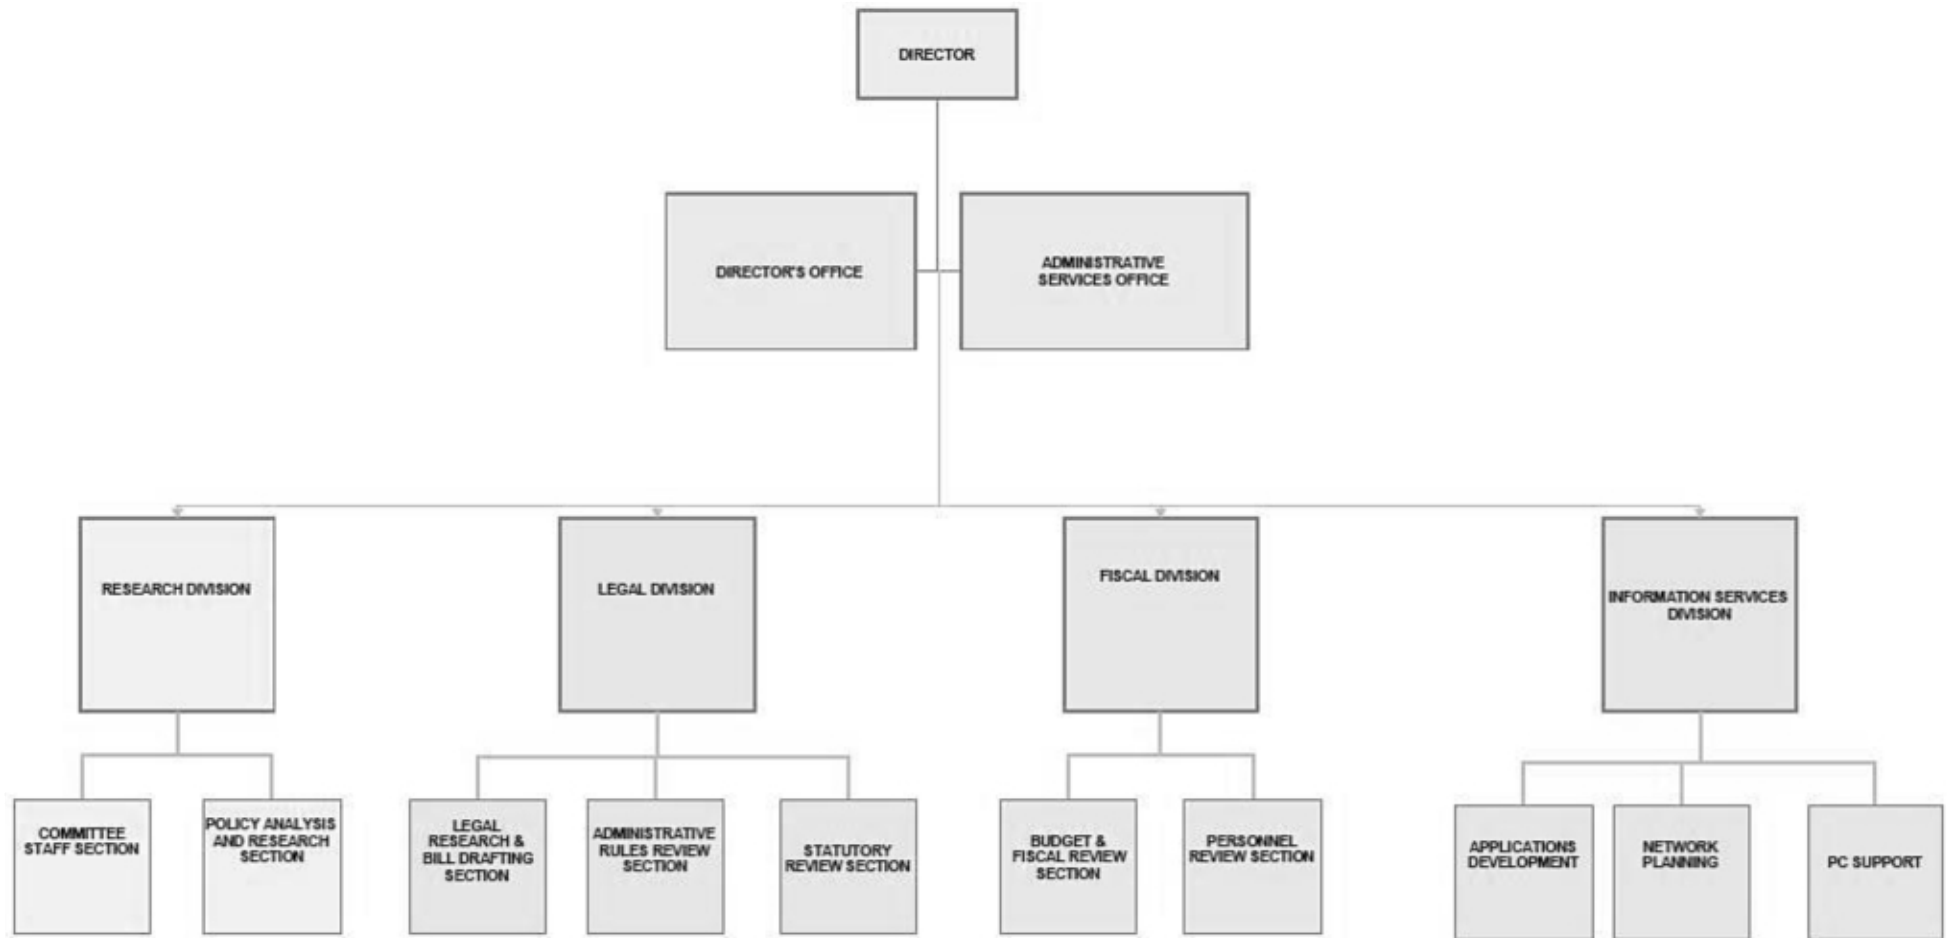 DIRECTOR
DIRECTOR'S OFFICE
ADMINISTRATIVE
SERVICES OFFICE
RESEARCH DIVISION
LEGAL DIVISION
FISCAL DIVISION
INFORMATION SERVICES
DIVISION
COMMITTEE
STAFF SECTION
POLICY ANALYSIS
AND RESEARCH
SECTION
LEGAL
RESEARCH &
BILL DRAFTING
SECTION
ADMINISTRATIVE
RULES REVIEW
SECTION
STATUTORY
REVIEW SECTION
BUDGET &
FISCAL REVIEW
SECTION
PERSONNEL
REVIEW SECTION
APPLICATIONS
DEVELOPMENT
NETWORK
PLANNING
PC SUPPORT